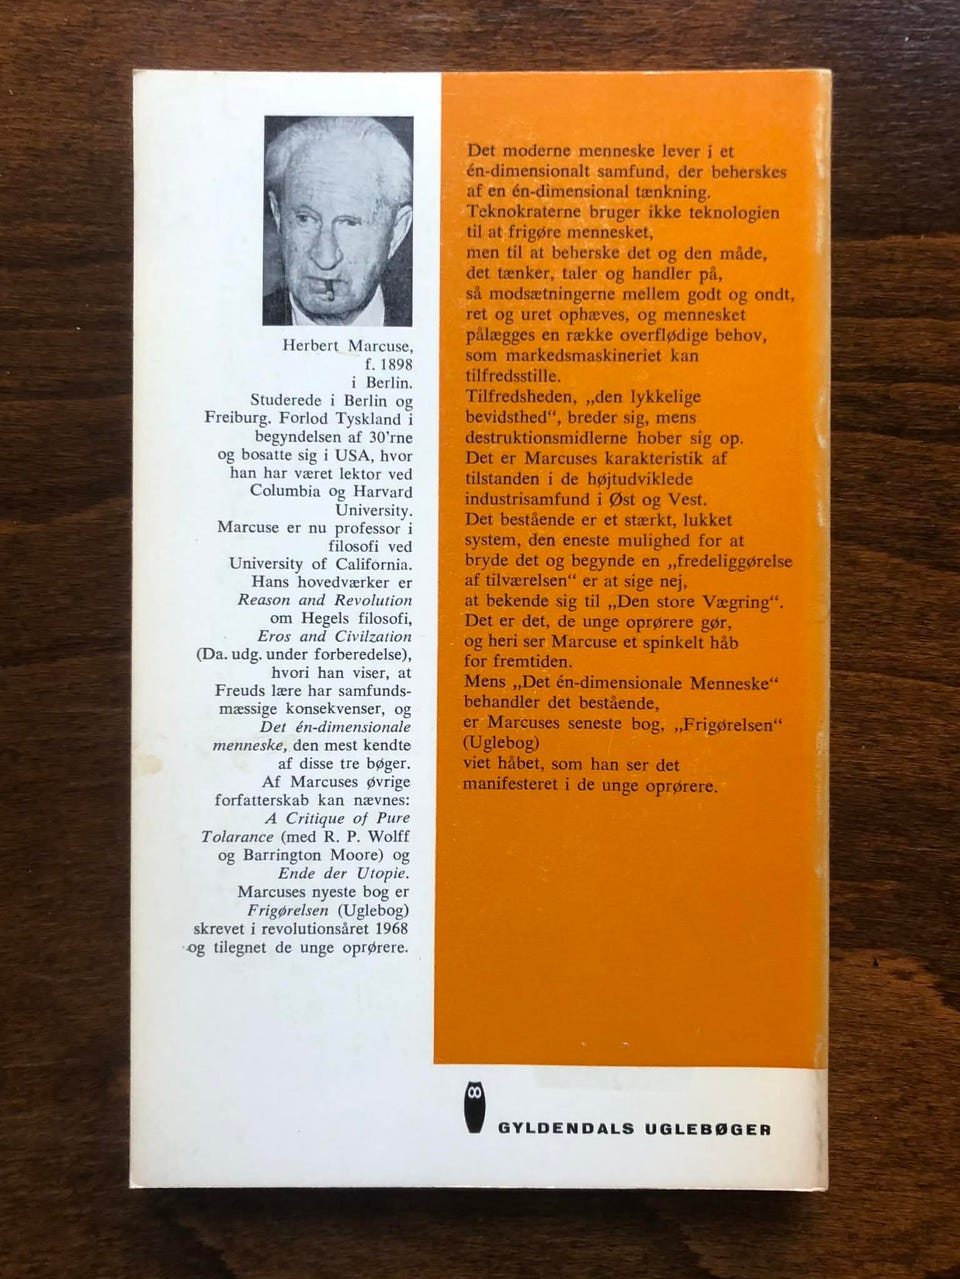 Herbert Marcuse,
f. 1898
i Berlin.
Studerede i Berlin og
Freiburg. Forlod Tyskland i
begyndelsen af 30'rne
og bosatte sig i USA, hvor
han har været lektor ved
Columbia og Harvard
University.
Marcuse er nu professor i
filosofi ved
University of California.
Hans hovedværker er
Reason and Revolution
om Hegels filosofi,
Eros and Civilzation
(Da. udg. under forberedelse),
hvori han viser, at
Freuds lære har samfunds-
mæssige konsekvenser, og
Det én-dimensionale
menneske, den mest kendte
af disse tre bøger.
Af Marcuses øvrige
forfatterskab kan nævnes:
A Critique of Pure
Tolarance (med R. P. Wolff
og Barrington Moore) og
Ende der Utopie.
Marcuses nyeste bog er
Frigørelsen (Uglebog)
skrevet i revolutionsåret 1968
og tilegnet de unge oprørere.
Det moderne menneske lever i et
én-dimensionalt samfund, der beherskes
af en én-dimensional tænkning.
Teknokraterne bruger ikke teknologien
til at frigøre mennesket,
men til at beherske det og den måde,
det tænker, taler og handler på,
så modsætningerne mellem godt og ondt,
ret og uret ophæves, og mennesket
pålægges en række overflødige behov,
som markedsmaskineriet kan
tilfredsstille.
Tilfredsheden, „den lykkelige
bevidsthed“, breder sig, mens
destruktionsmidlerne hober sig op.
Det er Marcuses karakteristik af
tilstanden i de højtudviklede
industrisamfund i Øst og Vest.
Det bestående er et stærkt, lukket
system, den eneste mulighed for at
bryde det og begynde en „fredeliggørelse
af tilværelsen“ er at sige nej,
at bekende sig til „Den store Vægring“.
Det er det, de unge oprørere gør,
og heri ser Marcuse et spinkelt håb
for fremtiden.
Mens „Det én-dimensionale Menneske“
behandler det bestående,
er Marcuses seneste bog, „Frigørelsen“
(Uglebog)
viet håbet, som han ser det
manifesteret i de unge oprørere.
GYLDENDALS UGLEBØGER